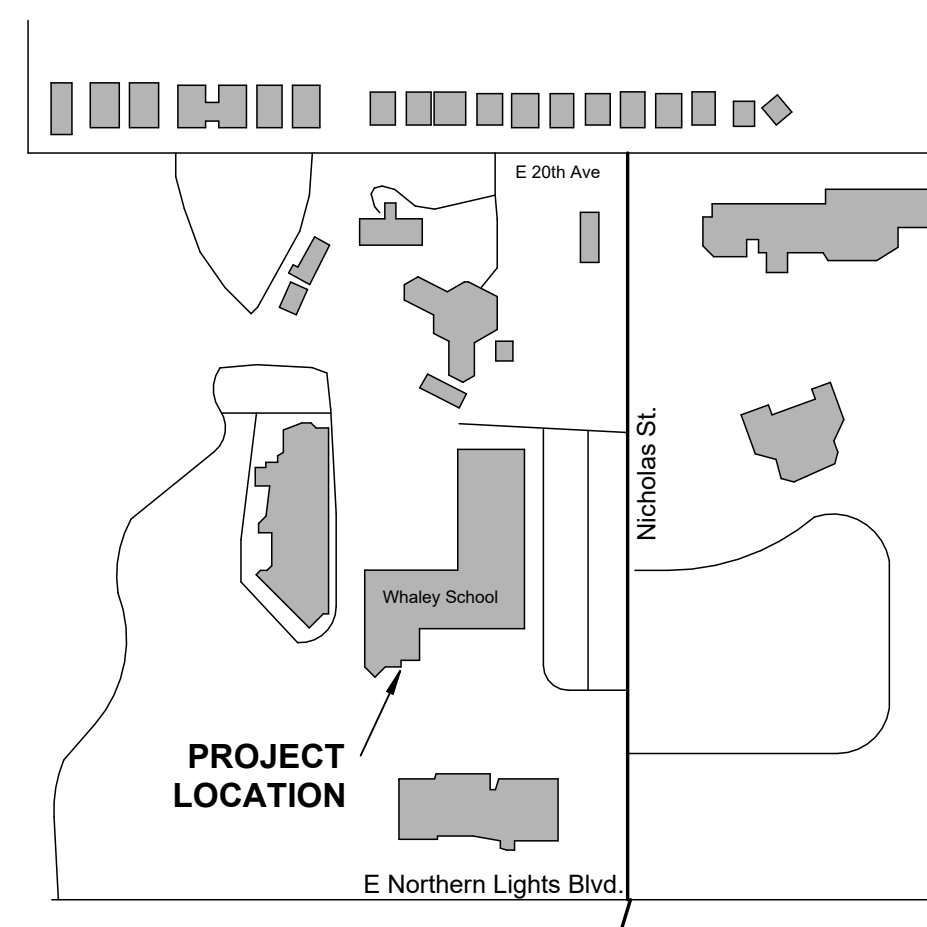 E 20th Ave
Nicholas St.
Whaley School
PROJECT
LOCATION
E Northern Lights Blvd.